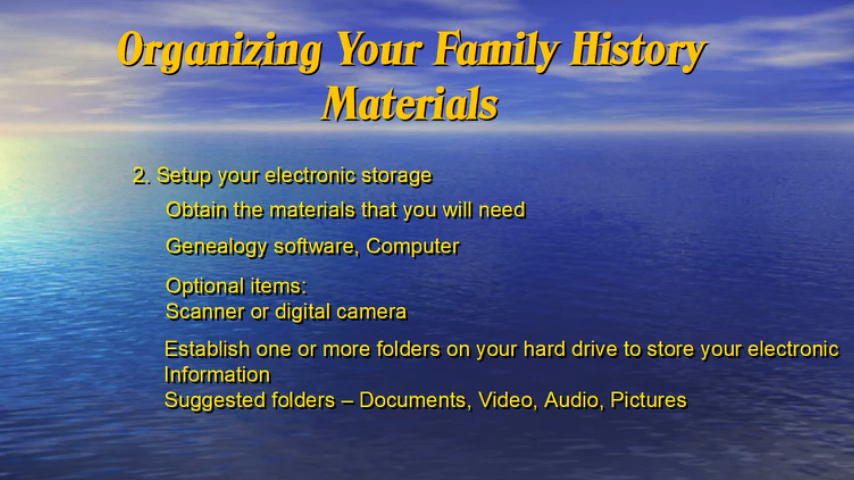 Organizing Your Family History
Materials
2. Setup your electronic storage
Obtain the materials that you will need
Genealogy software, Computer
Optional items:
Scanner or digital camera
Establish one or more folders on your hard drive to store your electronic
Information
Suggested folders – Documents, Video, Audio, Pictures